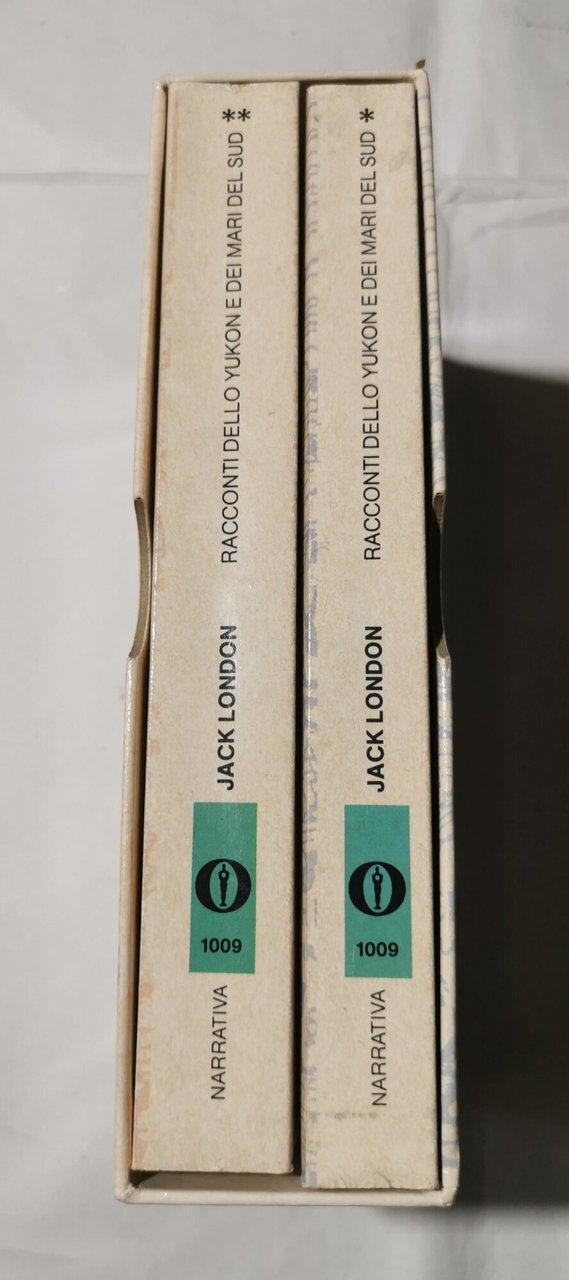 NARRATIVA
1009
JACK LONDON
RACCONTI DELLO YUKON E DEI MARI DEL SUD **
NARRATIVA
1009
JACK LONDON
RACCONTI DELLO YUKON E DEI MARI DEL SUD *